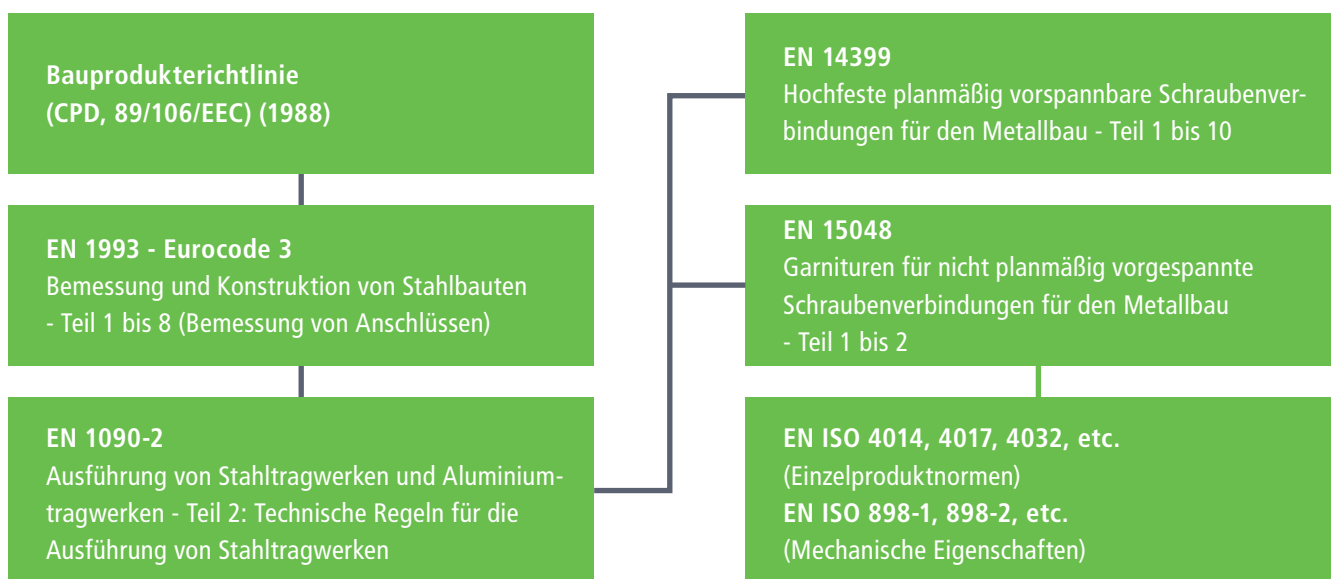 Bauprodukterichtlinie
(CPD, 89/106/EEC) (1988)
EN 1993 - Eurocode 3
Bemessung und Konstruktion von Stahlbauten
- Teil 1 bis 8 (Bemessung von Anschlüssen)
EN 1090-2
Ausführung von Stahltragwerken und Aluminium-
tragwerken - Teil 2: Technische Regeln für die
Ausführung von Stahltragwerken
EN 14399
Hochfeste planmäßig vorspannbare Schraubenver-
bindungen für den Metallbau - Teil 1 bis 10
EN 15048
Garnituren für nicht planmäßig vorgespannte
Schraubenverbindungen für den Metallbau
- Teil 1 bis 2
EN ISO 4014, 4017, 4032, etc.
(Einzelproduktnormen)
EN ISO 898-1, 898-2, etc.
(Mechanische Eigenschaften)